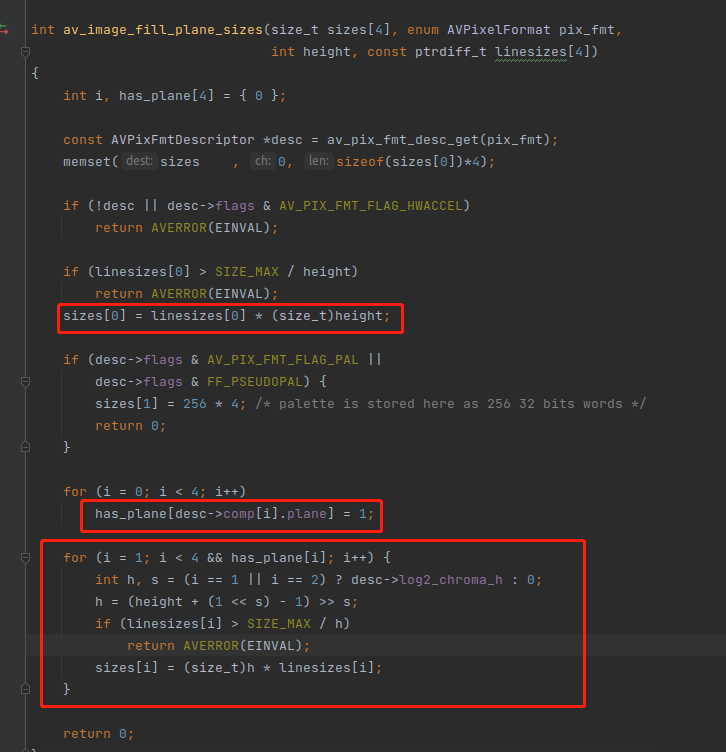 int av_image_fill_plane_sizes(size_t sizes[4], enum AVPixelFormat pix_fmt,
                              int height, const ptrdiff_t linesizes[4])
{
    int i, has_plane[4] = { 0 };

    const AVPixFmtDescriptor *desc = av_pix_fmt_desc_get(pix_fmt);
    memset( dest: sizes    , ch: 0, len: sizeof(sizes[0])*4);

    if (!desc || desc->flags & AV_PIX_FMT_FLAG_HWACCEL)
        return AVERROR(EINVAL);

    if (linesizes[0] > SIZE_MAX / height)
        return AVERROR(EINVAL);
    sizes[0] = linesizes[0] * (size_t)height;

    if (desc->flags & AV_PIX_FMT_FLAG_PAL ||
        desc->flags & FF_PSEUDOPAL) {
        sizes[1] = 256 * 4; /* palette is stored here as 256 32 bits words */
        return 0;
    }

    for (i = 0; i < 4; i++)
        has_plane[desc->comp[i].plane] = 1;

    for (i = 1; i < 4 && has_plane[i]; i++) {
        int h, s = (i == 1 || i == 2) ? desc->log2_chroma_h : 0;
        h = (height + (1 << s) - 1) >> s;
        if (linesizes[i] > SIZE_MAX / h)
            return AVERROR(EINVAL);
        sizes[i] = (size_t)h * linesizes[i];
    }

    return 0;